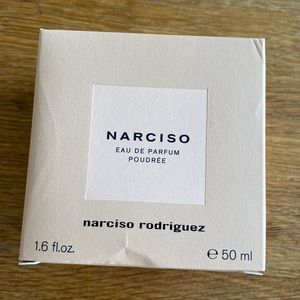 NARCISO
EAU DE PARFUM
POUDRÉE
narciso rodriguez
1.6 fl.oz. ℮ 50 ml